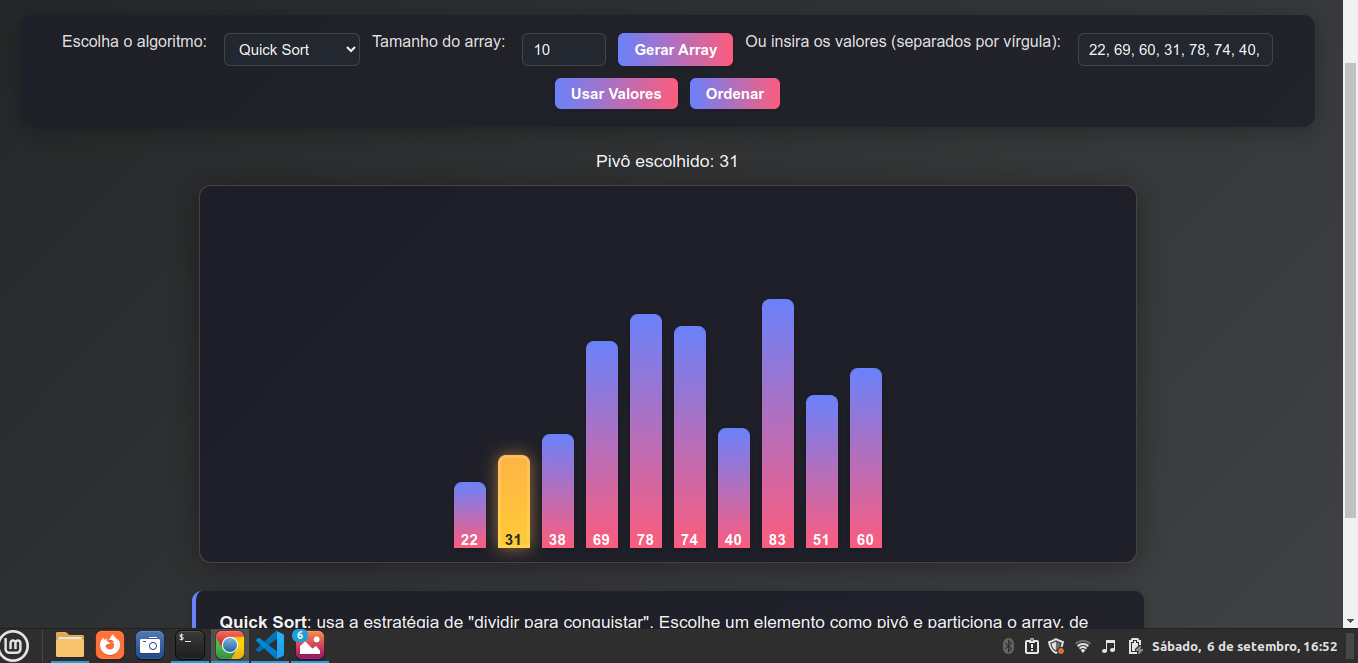 Escolha o algoritmo: Quick Sort Tamanho do array: 10 Gerar Array Ou insira os valores (separados por vírgula): 22, 69, 60, 31, 78, 74, 40,
Usar Valores Ordenar
Pivô escolhido: 31
22 31 38 69 78 74 40 83 51 60
Quick Sort: usa a estratégia de "dividir para conquistar". Escolhe um elemento como pivô e particiona o array, de
$_ 6 Sábado, 6 de setembro, 16:52